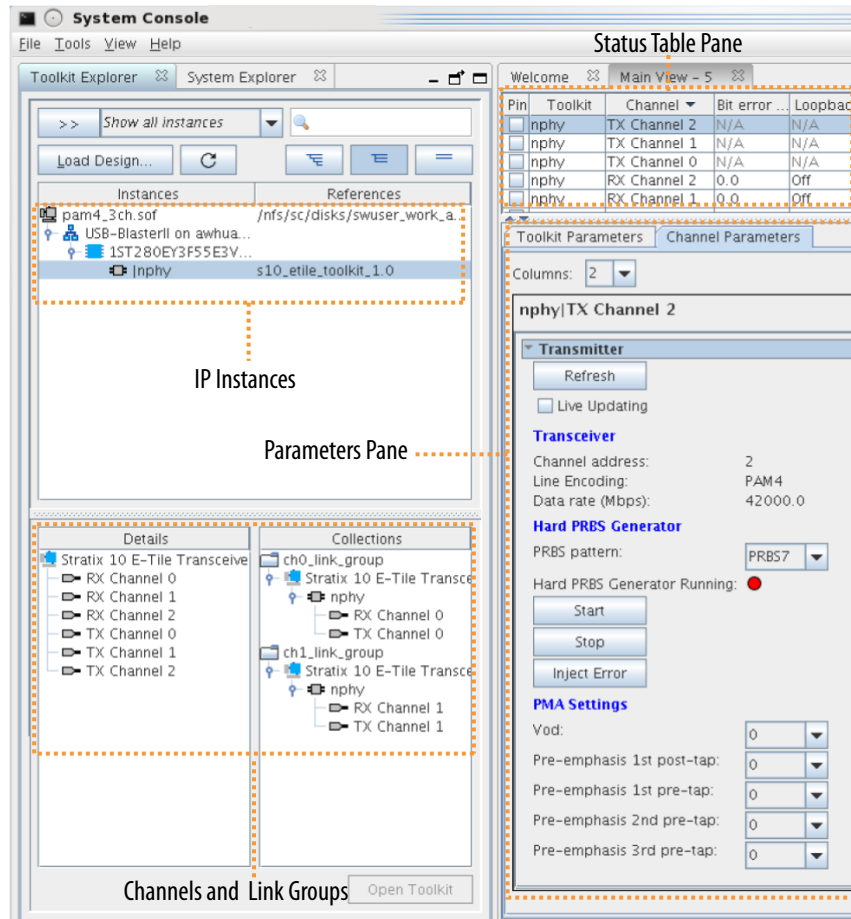 System Console
File Tools View Help
Status Table Pane
Toolkit Explorer System Explorer
Welcome Main View - 5
Pin Toolkit Channel Bit error ... Loopbac
nphy TX Channel 2 N/A N/A
nphy TX Channel 1 N/A N/A
nphy TX Channel 0 N/A N/A
nphy RX Channel 2 0.0 Off
nphy RX Channel 1 0.0 Off
>> Show all instances
Load Design...
Instances References
pam4_3ch.sof /nfs/sc/disks/swuser_work_a...
USB-BlasterII on awhua...
1ST280EY3F55E3V...
|nphy s10_etile_toolkit_1.0
IP Instances
Toolkit Parameters Channel Parameters
Columns: 2
nphy|TX Channel 2
Transmitter
Refresh
Live Updating
Parameters Pane
Transceiver
Channel address: 2
Line Encoding: PAM4
Data rate (Mbps): 42000.0
Hard PRBS Generator
PRBS pattern: PRBS7
Hard PRBS Generator Running:
Start
Stop
Inject Error
PMA Settings
Vod: 0
Pre-emphasis 1st post-tap: 0
Pre-emphasis 1st pre-tap: 0
Pre-emphasis 2nd pre-tap: 0
Pre-emphasis 3rd pre-tap: 0
Details
Stratix 10 E-Tile Transceive
RX Channel 0
RX Channel 1
RX Channel 2
TX Channel 0
TX Channel 1
TX Channel 2
Collections
ch0_link_group
Stratix 10 E-Tile Transce
nphy
RX Channel 0
TX Channel 0
ch1_link_group
Stratix 10 E-Tile Transce
nphy
RX Channel 1
TX Channel 1
Channels and Link Groups
Open Toolkit